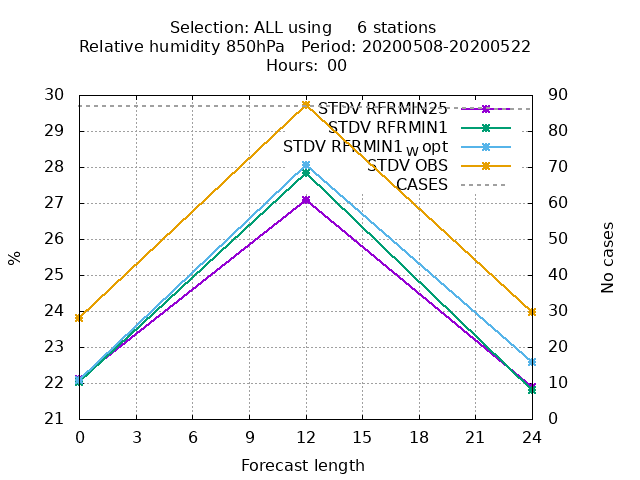 Selection: ALL using 6 stations
Relative humidity 850hPa Period: 20200508-20200522
Hours: 00
30 90
STDV RFRMIN25
29 80
STDV RFRMIN1
STDV RFRMIN1_W opt
28 70
STDV OBS
CASES
27 60
26 50
25 40
24 30
23 20
22 10
21 0
%
No cases
0 3 6 9 12 15 18 21 24
Forecast length